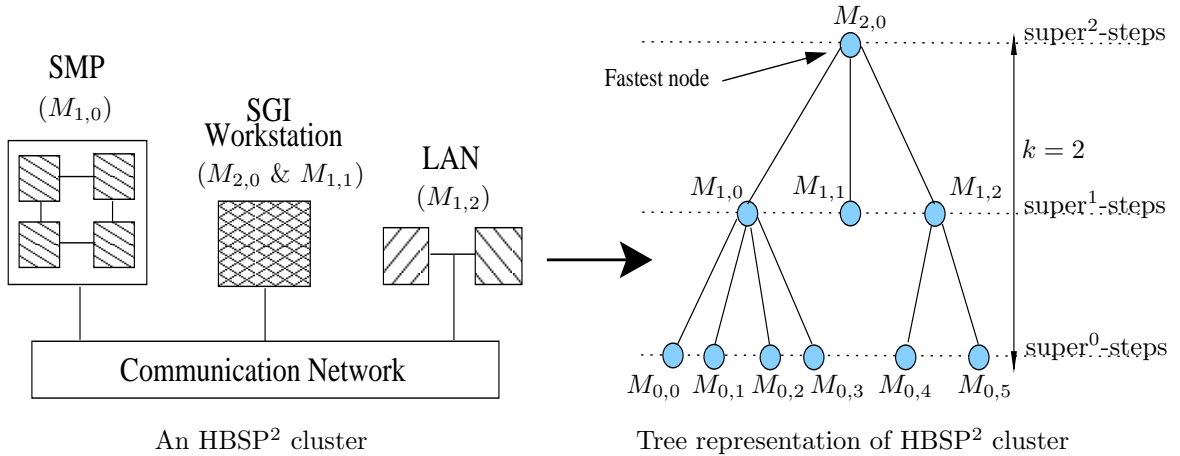 SMP
(M₁,₀)
SGI
Workstation
(M₂,₀ & M₁,₁)
LAN
(M₁,₂)
Communication Network
An HBSP² cluster
M₂,₀
super²-steps
Fastest node
k = 2
M₁,₀ M₁,₁ M₁,₂
super¹-steps
super⁰-steps
M₀,₀ M₀,₁ M₀,₂ M₀,₃ M₀,₄ M₀,₅
Tree representation of HBSP² cluster